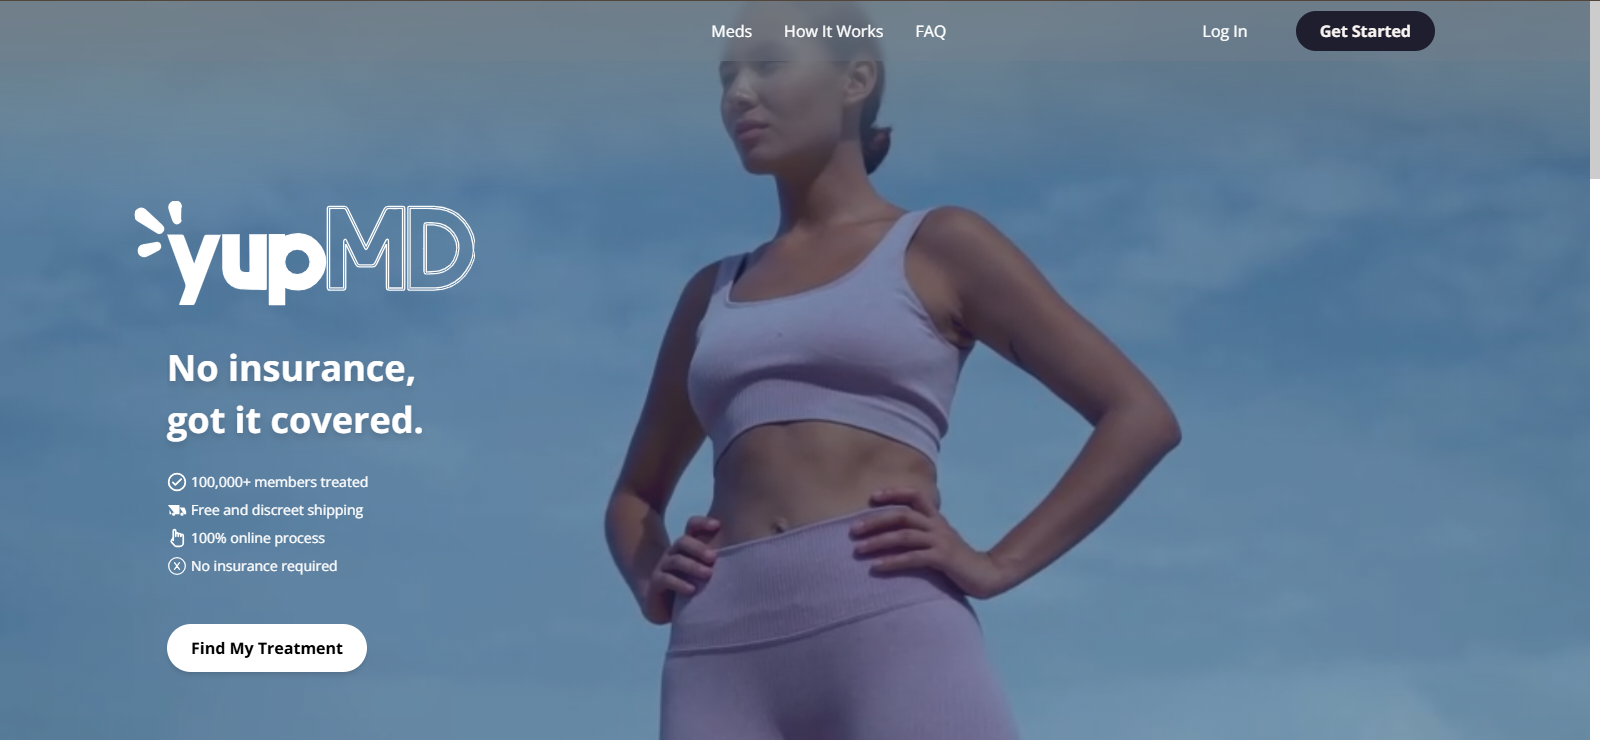 Meds How It Works FAQ Log In Get Started
yupMD
No insurance,
got it covered.
100,000+ members treated
Free and discreet shipping
100% online process
No insurance required
Find My Treatment